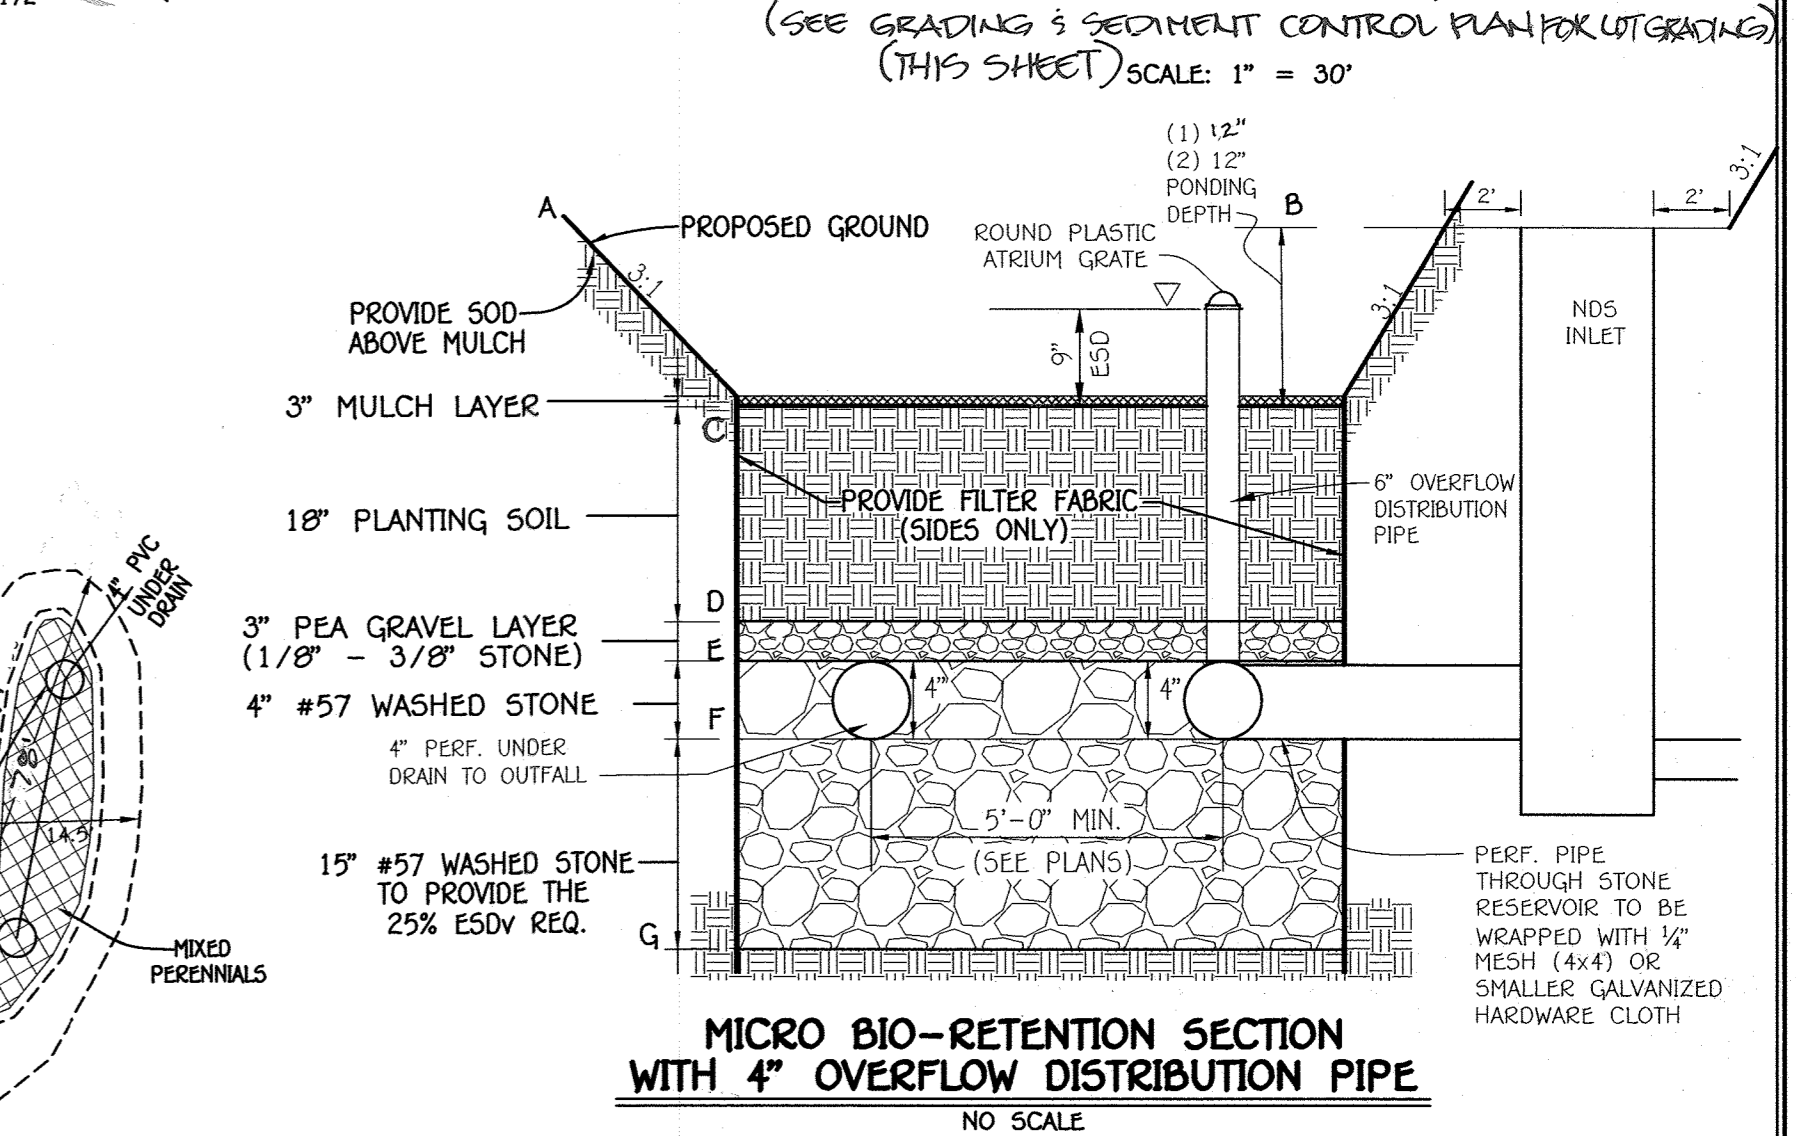 (SEE GRADING & SEDIMENT CONTROL PLAN FOR LOT GRADING)
(THIS SHEET) SCALE: 1" = 30'
(1) 12"
(2) 12"
PONDING
DEPTH
A
B
2'
2'
3:1
PROPOSED GROUND
ROUND PLASTIC
ATRIUM GRATE
3:1
3:1
PROVIDE SOD
ABOVE MULCH
9"
ESD
NDS
INLET
3" MULCH LAYER
C
PROVIDE FILTER FABRIC
(SIDES ONLY)
6" OVERFLOW
DISTRIBUTION
PIPE
18" PLANTING SOIL
4" PVC
UNDER
DRAIN
D
3" PEA GRAVEL LAYER
(1/8" - 3/8" STONE)
E
4" #57 WASHED STONE
F
4"
4"
4" PERF. UNDER
DRAIN TO OUTFALL
14.5'
5'-0" MIN.
(SEE PLANS)
15" #57 WASHED STONE
TO PROVIDE THE
25% ESDv REQ.
G
PERF. PIPE
THROUGH STONE
RESERVOIR TO BE
WRAPPED WITH 1/4"
MESH (4x4) OR
SMALLER GALVANIZED
HARDWARE CLOTH
MIXED
PERENNIALS
MICRO BIO-RETENTION SECTION
WITH 4" OVERFLOW DISTRIBUTION PIPE
NO SCALE